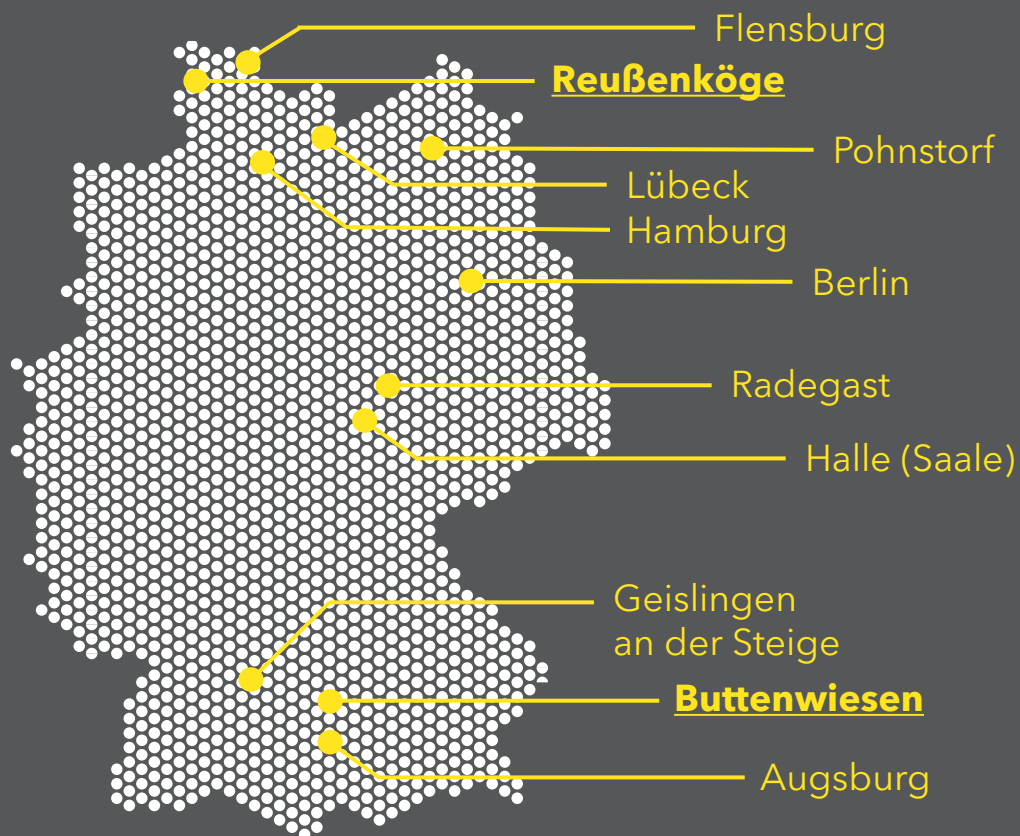 Flensburg
Reußenköge
Pohnstorf
Lübeck
Hamburg
Berlin
Radegast
Halle (Saale)
Geislingen
an der Steige
Buttenwiesen
Augsburg